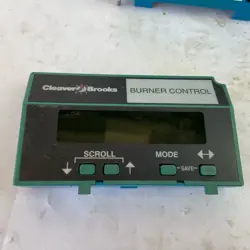 Cleaver Brooks
BURNER CONTROL
SCROLL
MODE
SAVE